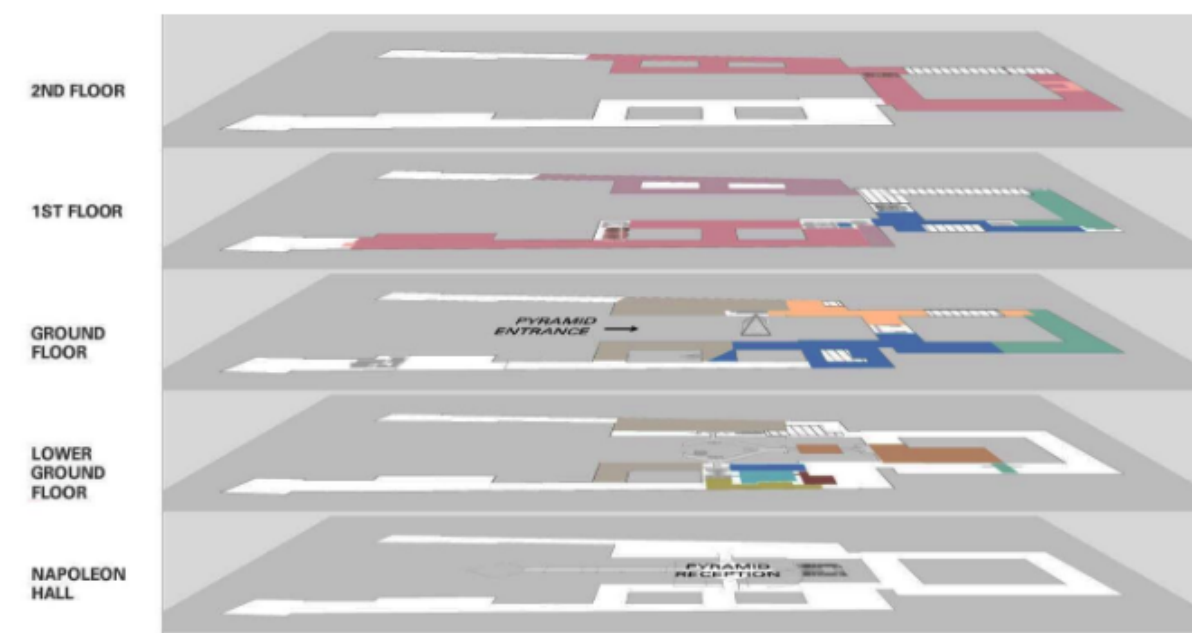 2ND FLOOR
1ST FLOOR
GROUND
FLOOR
PYRAMID
ENTRANCE
LOWER
GROUND
FLOOR
NAPOLEON
HALL
PYRAMID
RECEPTION